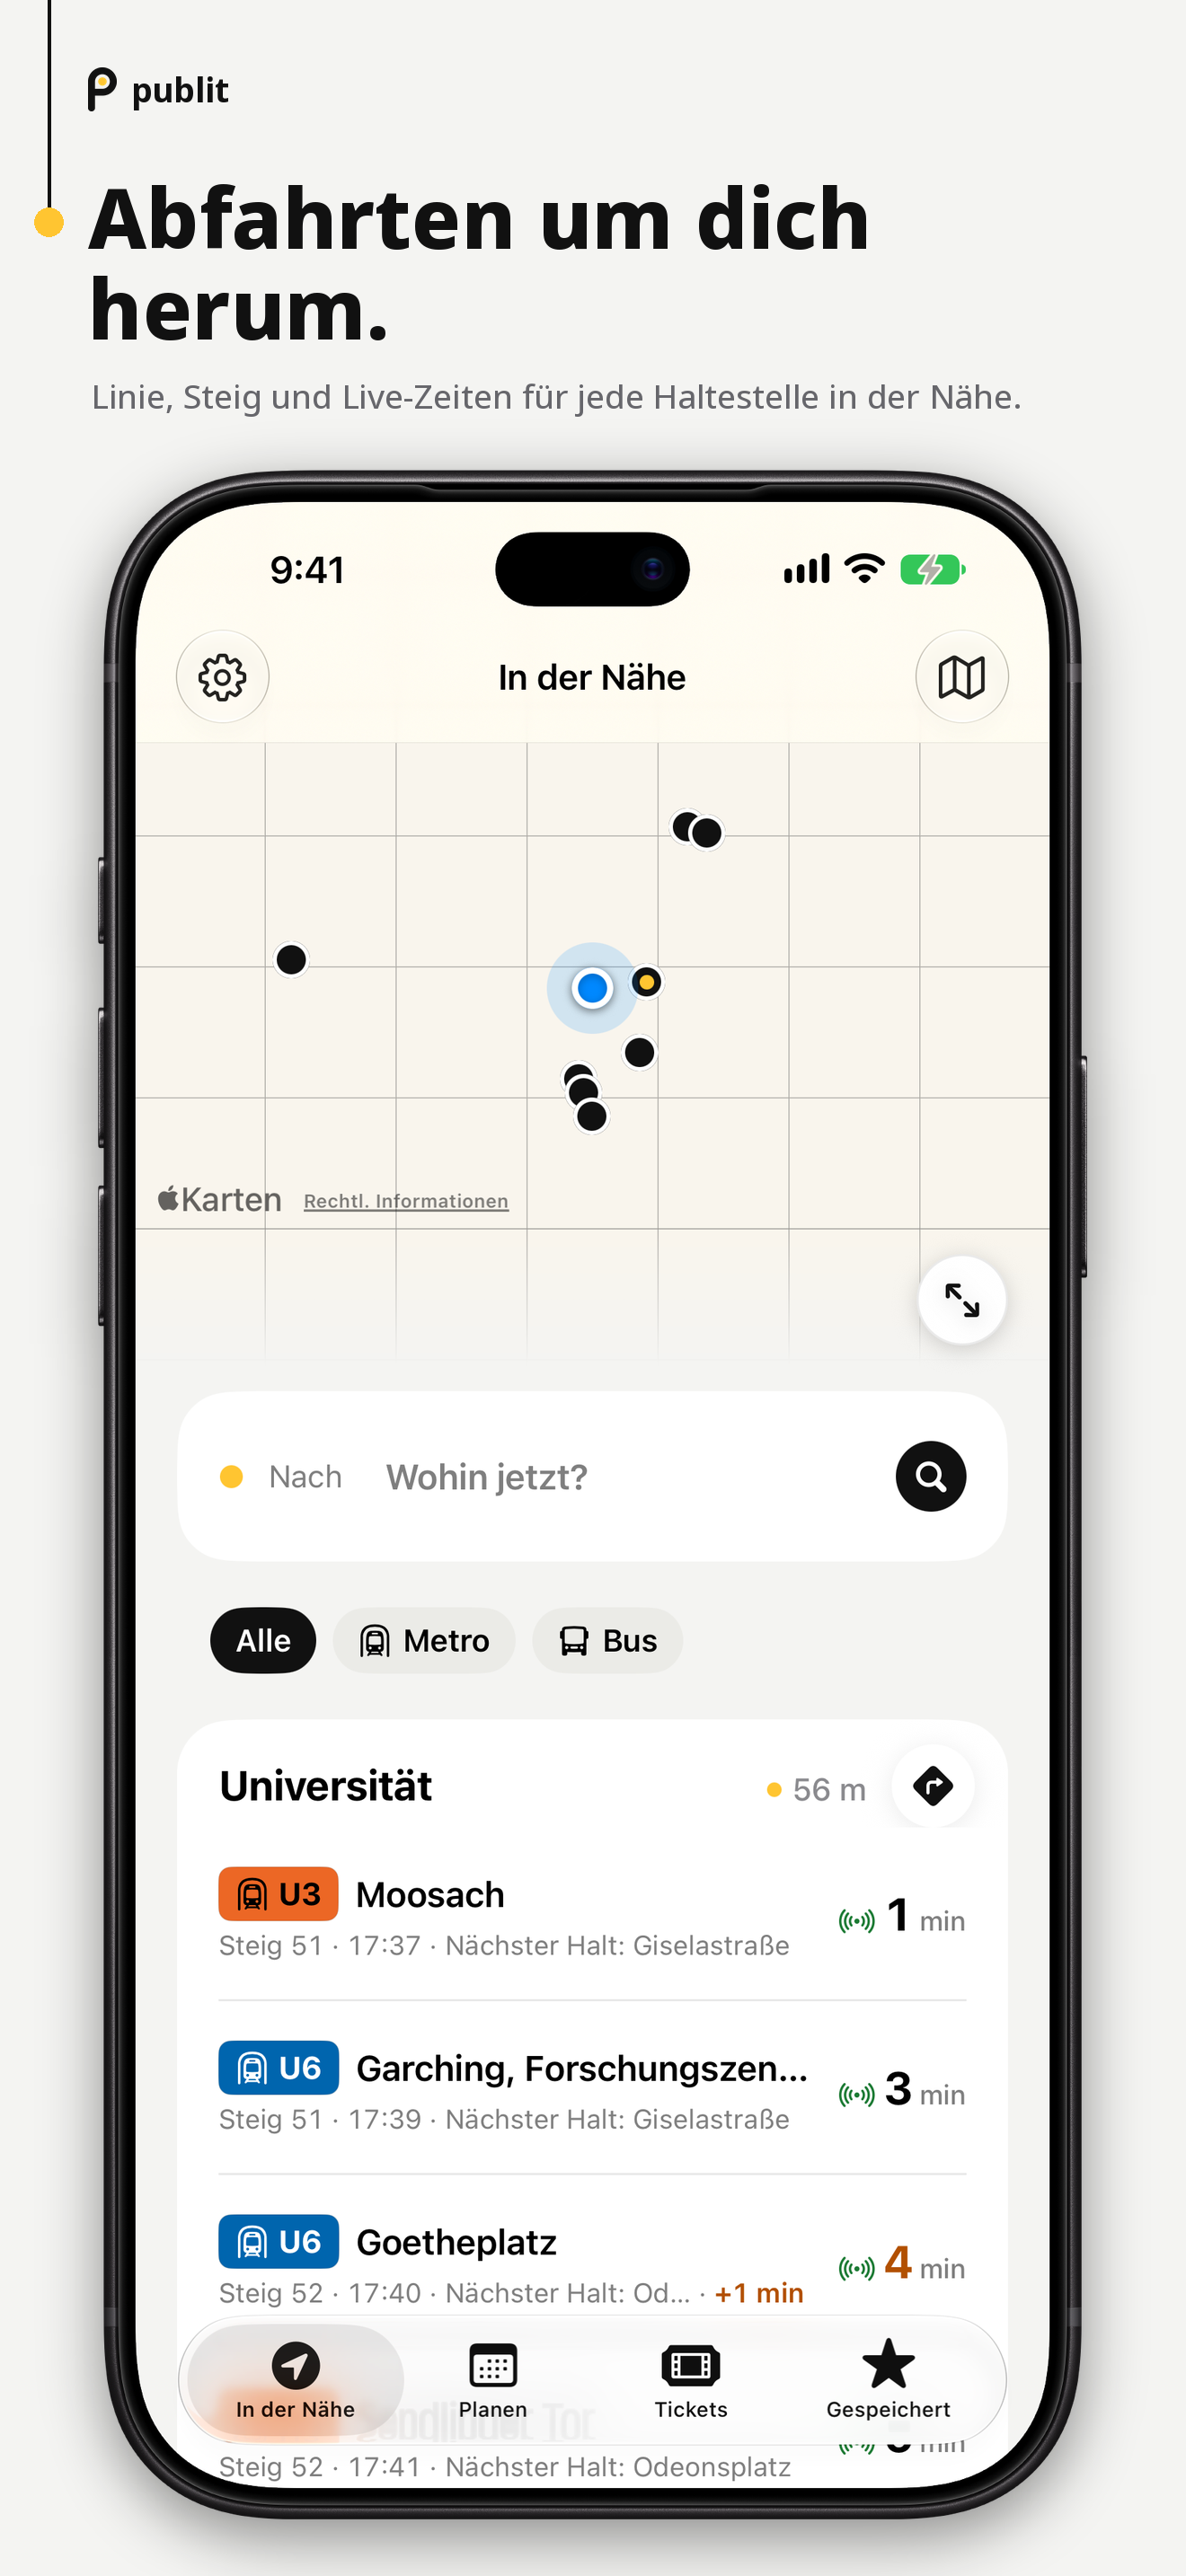 publit
Abfahrten um dich
herum.
Linie, Steig und Live-Zeiten für jede Haltestelle in der Nähe.
9:41
In der Nähe
Karten Rechtl. Informationen
Nach Wohin jetzt?
Alle Metro Bus
Universität 56 m
U3 Moosach 1 min
Steig 51 · 17:37 · Nächster Halt: Giselastraße
U6 Garching, Forschungszen... 3 min
Steig 51 · 17:39 · Nächster Halt: Giselastraße
U6 Goetheplatz 4 min
Steig 52 · 17:40 · Nächster Halt: Od... · +1 min
In der Nähe Planen Tickets Gespeichert
min
Steig 52 · 17:41 · Nächster Halt: Odeonsplatz